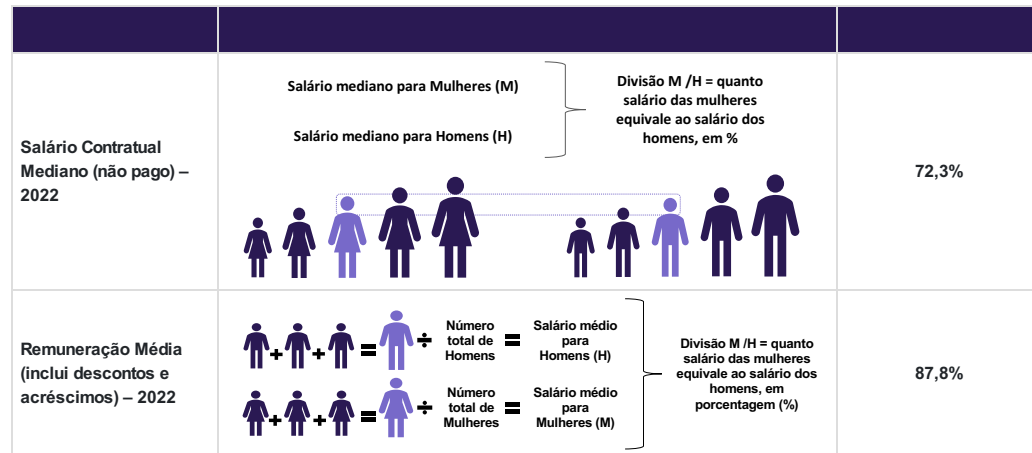 Salário Contratual
Mediano (não pago) –
2022
Salário mediano para Mulheres (M)
Salário mediano para Homens (H)
Divisão M /H = quanto
salário das mulheres
equivale ao salário dos
homens, em %
72,3%
Remuneração Média
(inclui descontos e
acréscimos) – 2022
+ + = ÷
Número
total de
Homens
=
Salário médio
para
Homens (H)
+ + = ÷
Número
total de
Mulheres
=
Salário médio
para
Mulheres (M)
Divisão M /H = quanto
salário das mulheres
equivale ao salário dos
homens, em
porcentagem (%)
87,8%